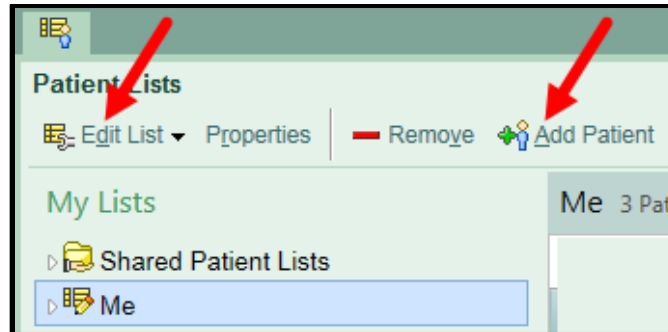 Patient Lists
Edit List Properties Remove Add Patient
My Lists
Me 3 Pat
Shared Patient Lists
Me